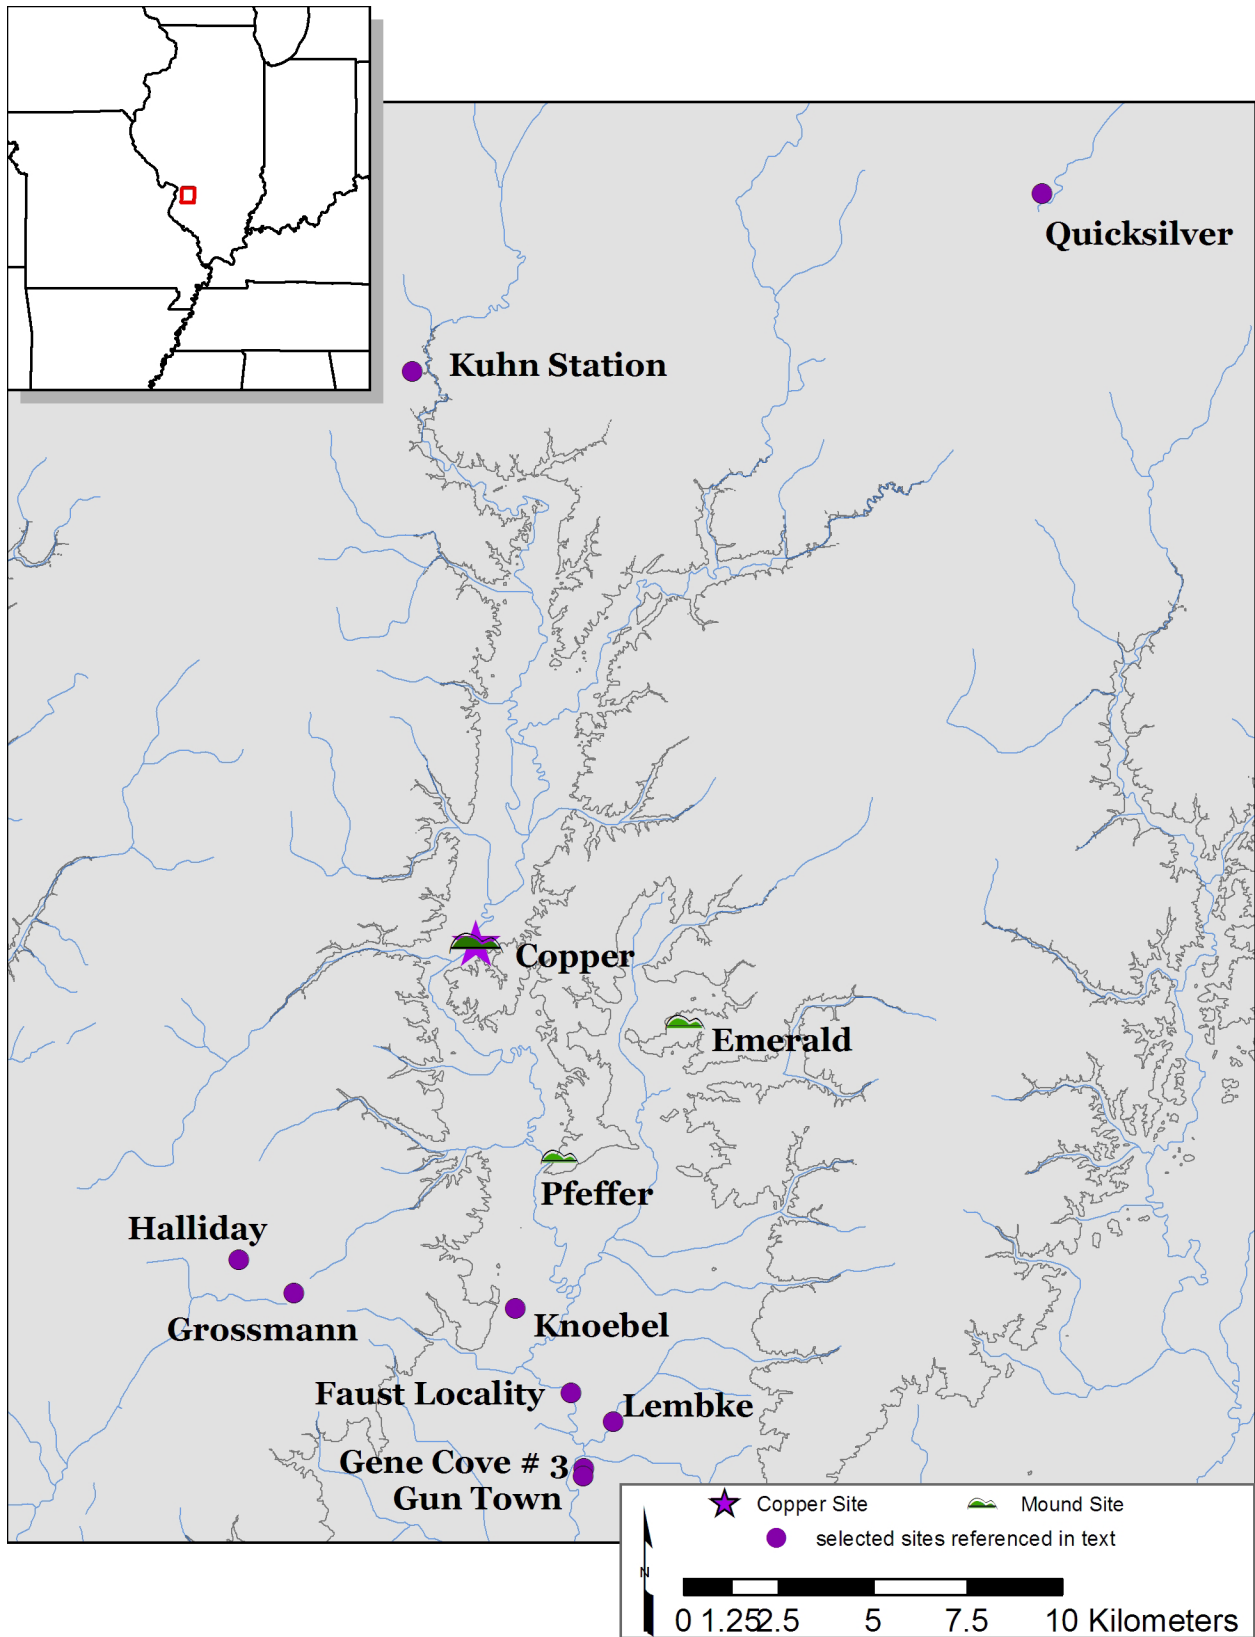 Quicksilver
Kuhn Station
Copper
Emerald
Pfeffer
Halliday
Grossmann
Knoebel
Faust Locality
Lembke
Gene Cove # 3
Gun Town
Copper Site
Mound Site
selected sites referenced in text
N
0 1.25 2.5 5 7.5 10 Kilometers